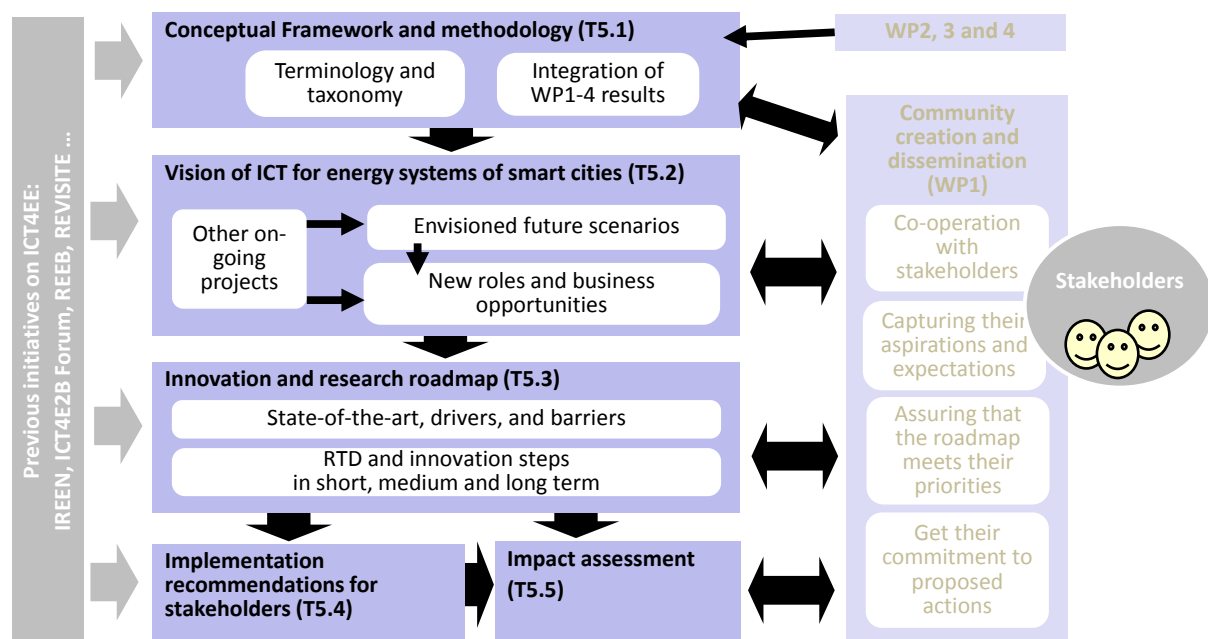 Previous initiatives on ICT4EE:
IREEN, ICT4E2B Forum, REEB, REVISITE ...
Conceptual Framework and methodology (T5.1)
Terminology and
taxonomy
Integration of
WP1-4 results
WP2, 3 and 4
Vision of ICT for energy systems of smart cities (T5.2)
Other on-
going
projects
Envisioned future scenarios
New roles and business
opportunities
Innovation and research roadmap (T5.3)
State-of-the-art, drivers, and barriers
RTD and innovation steps
in short, medium and long term
Implementation
recommendations for
stakeholders (T5.4)
Impact assessment
(T5.5)
Community
creation and
dissemination
(WP1)
Co-operation
with
stakeholders
Capturing their
aspirations and
expectations
Assuring that
the roadmap
meets their
priorities
Get their
commitment to
proposed
actions
Stakeholders